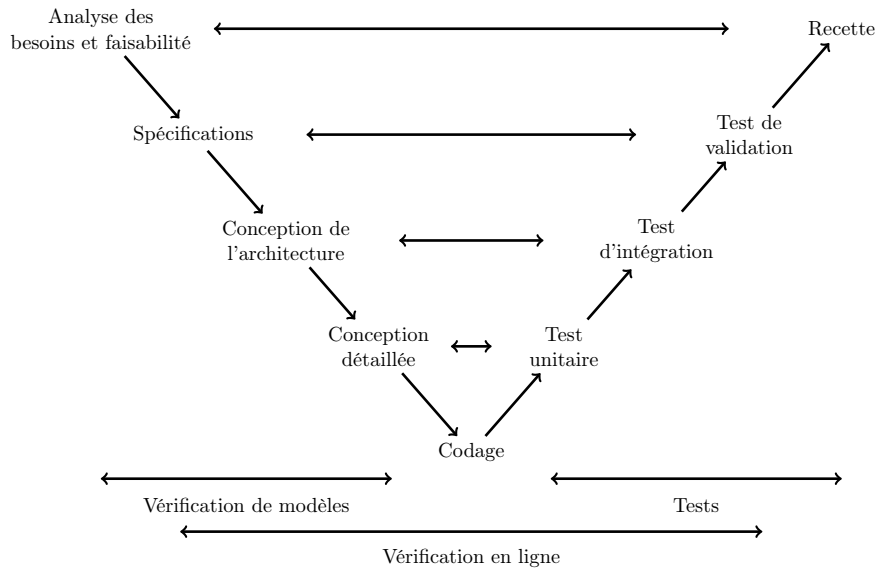 Analyse des
besoins et faisabilité
Recette
Spécifications
Test de
validation
Conception de
l'architecture
Test
d'intégration
Conception
détaillée
Test
unitaire
Codage
Vérification de modèles
Tests
Vérification en ligne